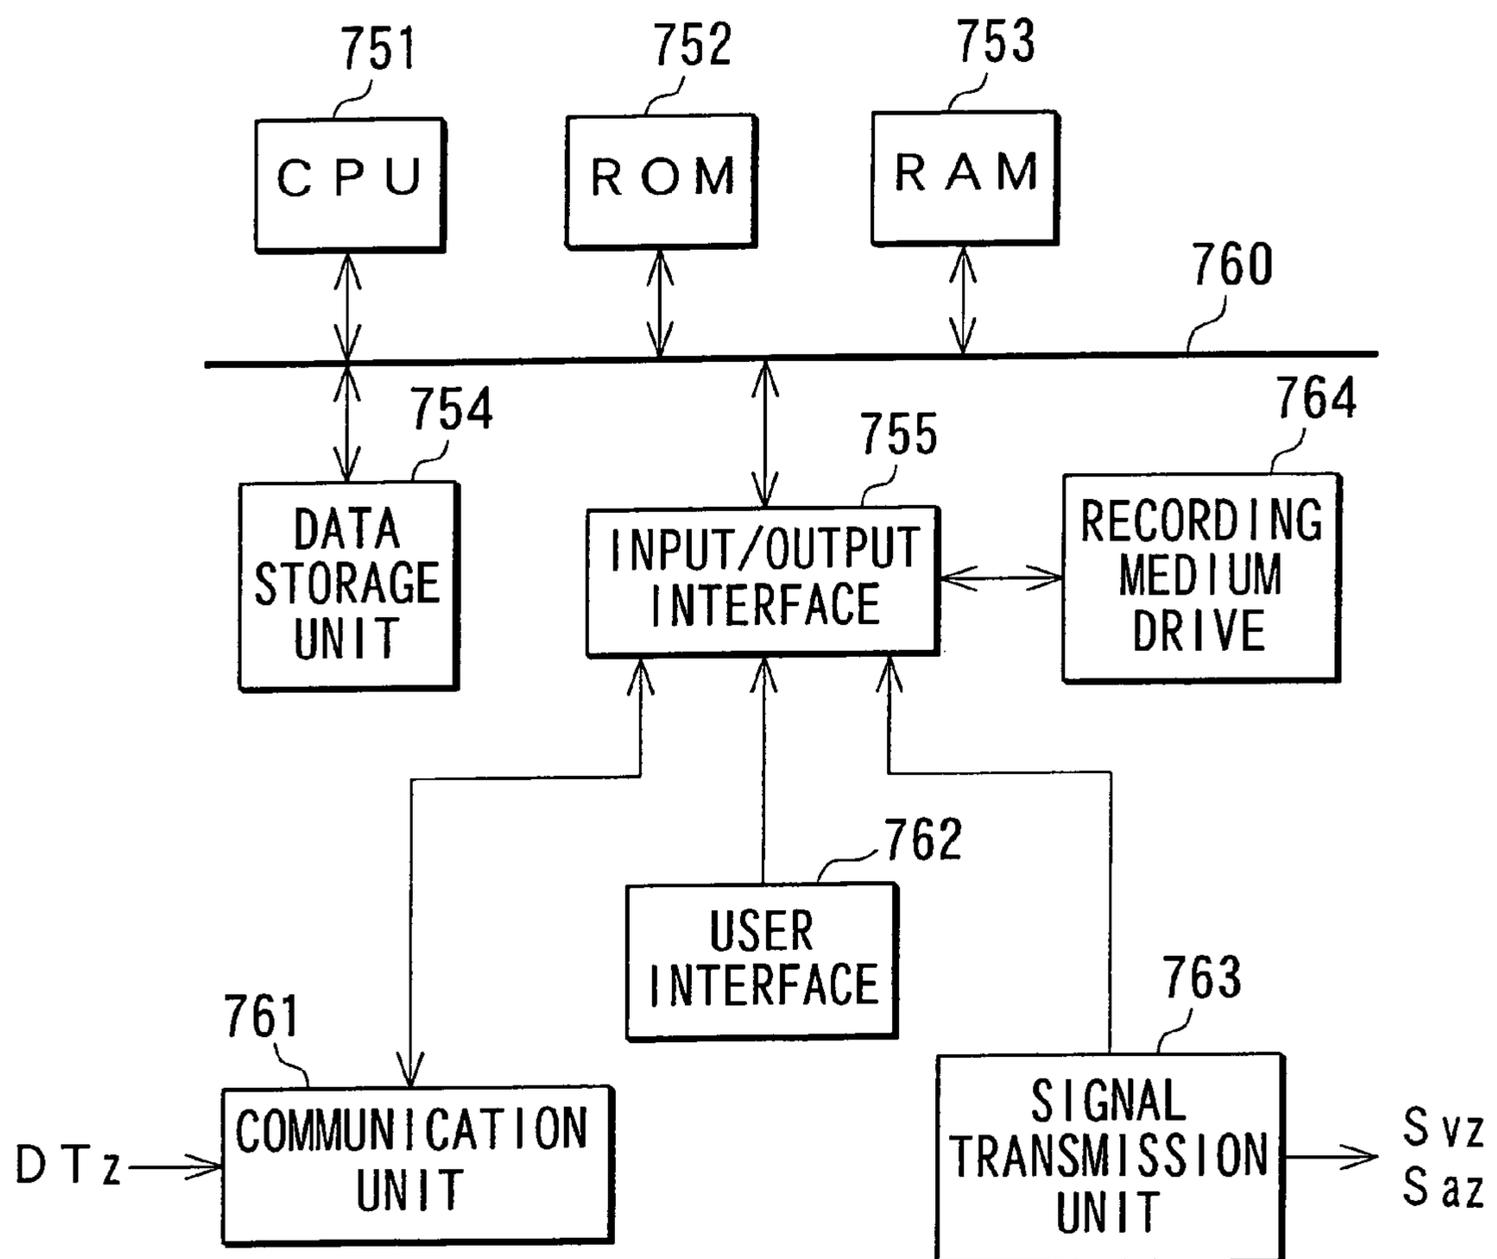 751
752
753
CPU
ROM
RAM
760
754
755
764
DATA
STORAGE
UNIT
INPUT/OUTPUT
INTERFACE
RECORDING
MEDIUM
DRIVE
762
USER
INTERFACE
761
763
COMMUNICATION
UNIT
SIGNAL
TRANSMISSION
UNIT
DTz
Svz
Saz